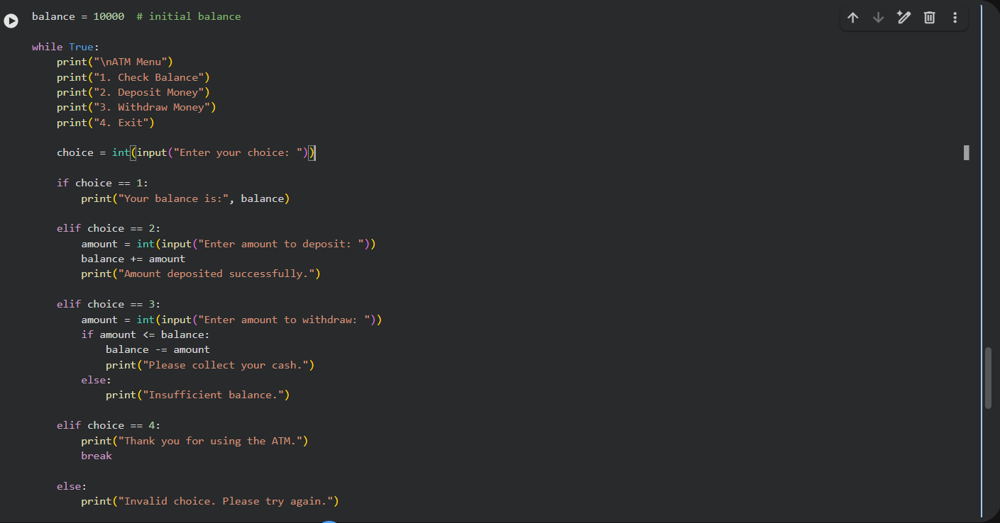 balance = 10000  # initial balance
while True:
    print("\nATM Menu")
    print("1. Check Balance")
    print("2. Deposit Money")
    print("3. Withdraw Money")
    print("4. Exit")
    choice = int(input("Enter your choice: "))
    if choice == 1:
        print("Your balance is:", balance)
    elif choice == 2:
        amount = int(input("Enter amount to deposit: "))
        balance += amount
        print("Amount deposited successfully.")
    elif choice == 3:
        amount = int(input("Enter amount to withdraw: "))
        if amount <= balance:
            balance -= amount
            print("Please collect your cash.")
        else:
            print("Insufficient balance.")
    elif choice == 4:
        print("Thank you for using the ATM.")
        break
    else:
        print("Invalid choice. Please try again.")